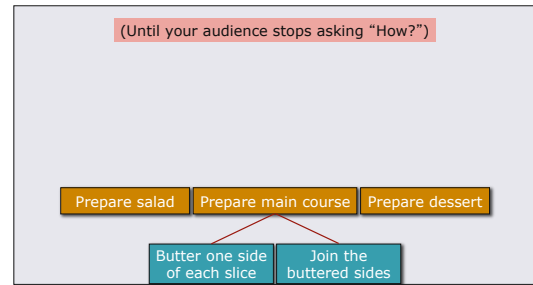 (Until your audience stops asking “How?”)
Prepare salad
Prepare main course
Prepare dessert
Butter one side
of each slice
Join the
buttered sides